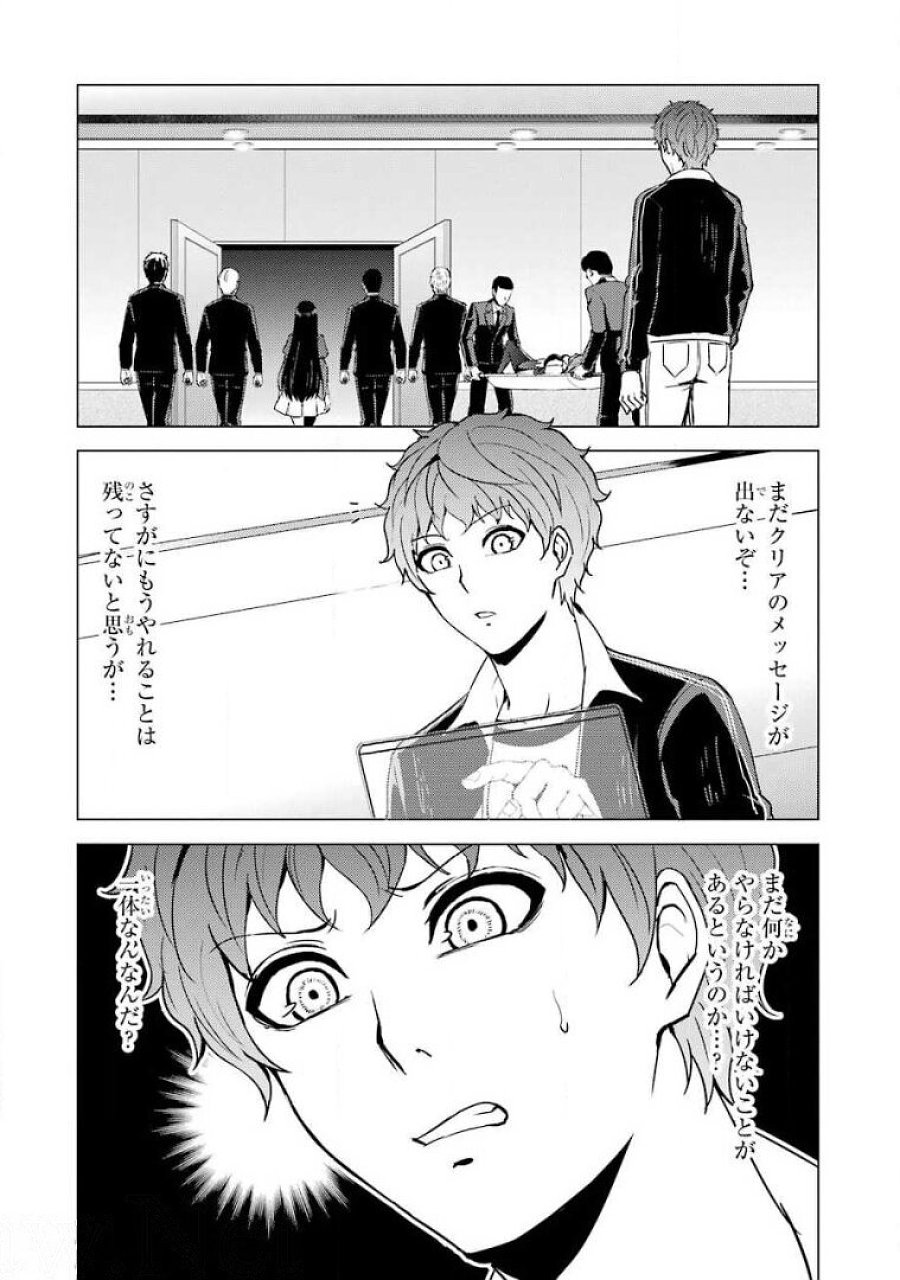 まだクリアのメッセージが
出ないぞ…
さすがにもうやれることは
残ってないと思うが…
まだ何か
やらなければいけないことが
あるというのか…?
一体なんなんだ?